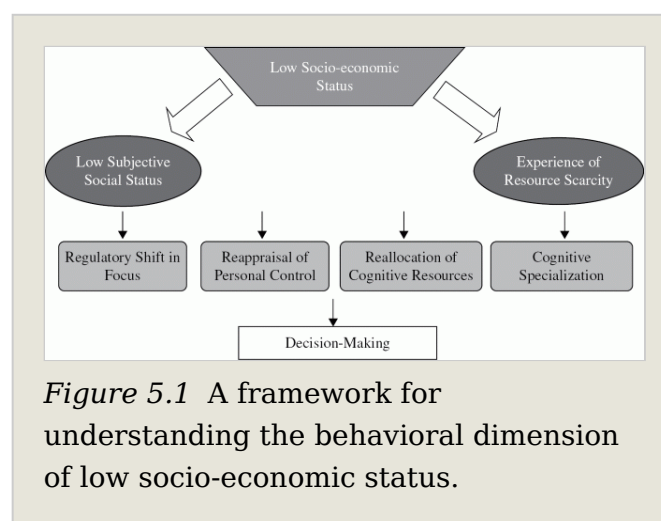 Low Socio-economic
Status
Low Subjective
Social Status
Experience of
Resource Scarcity
Regulatory Shift in
Focus
Reappraisal of
Personal Control
Reallocation of
Cognitive Resources
Cognitive
Specialization
Decision-Making
Figure 5.1 A framework for
understanding the behavioral dimension
of low socio-economic status.